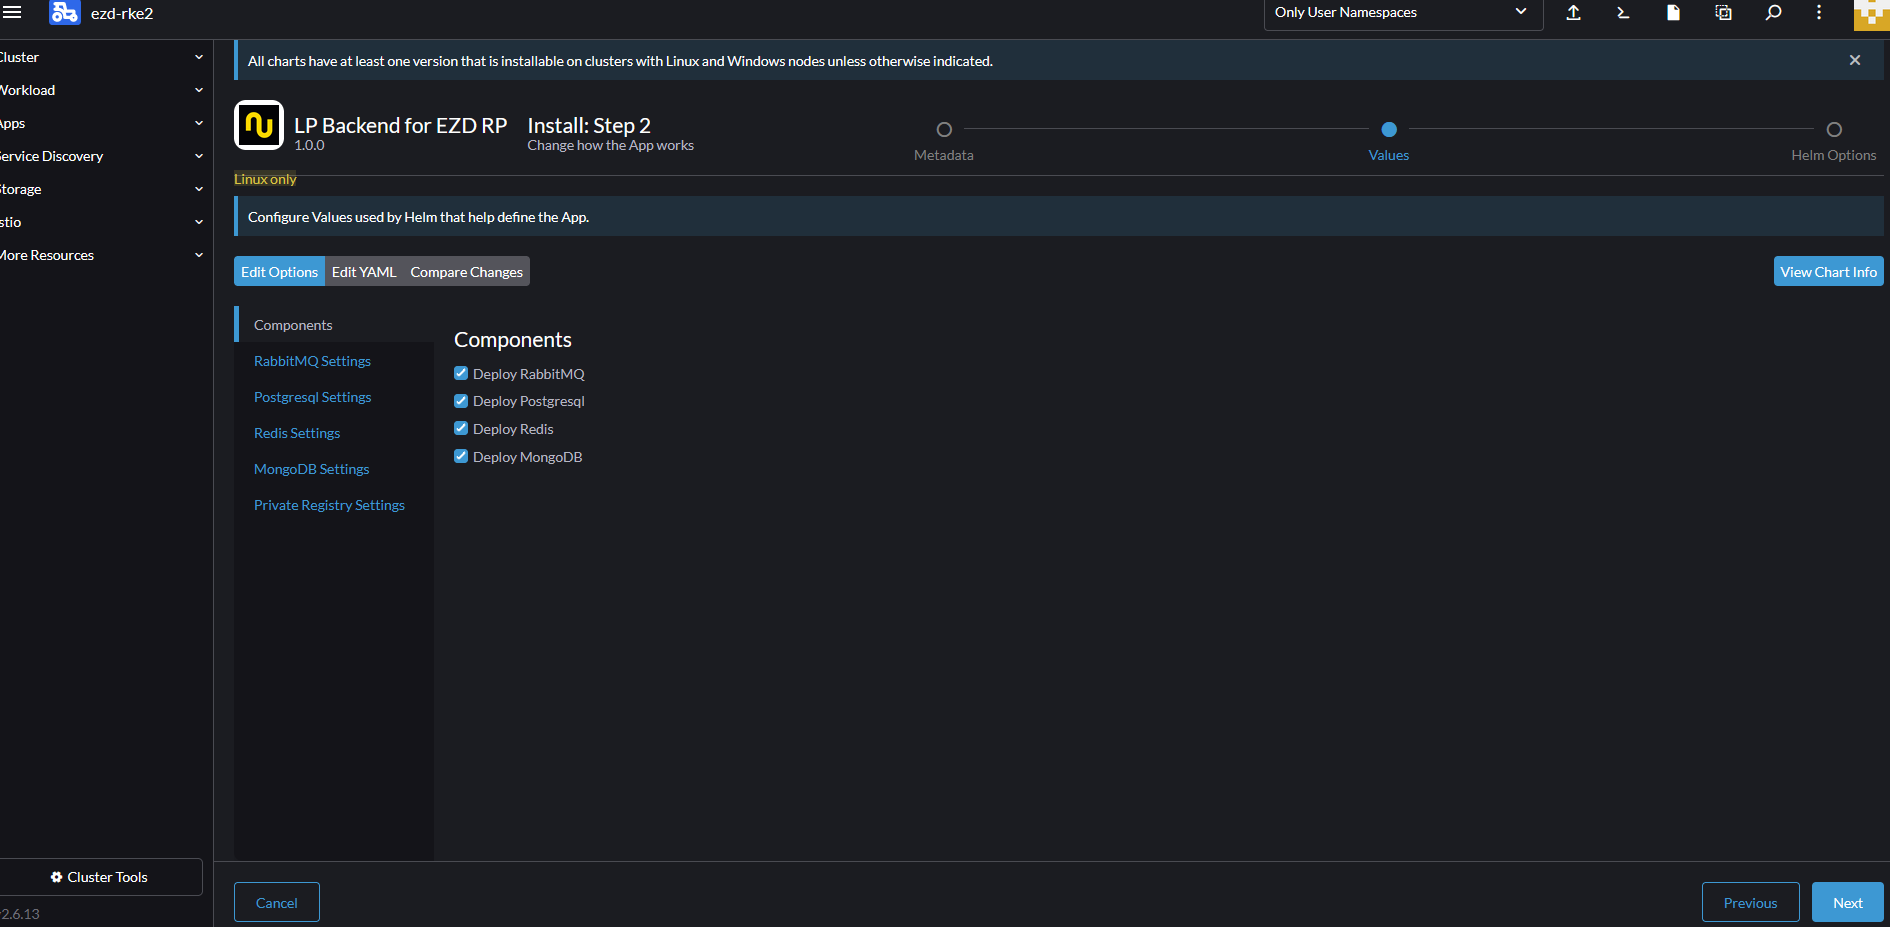 ezd-rke2
Only User Namespaces
Cluster
Workload
Apps
Service Discovery
Storage
Istio
More Resources
All charts have at least one version that is installable on clusters with Linux and Windows nodes unless otherwise indicated.
LP Backend for EZD RP
1.0.0
Install: Step 2
Change how the App works
Metadata
Values
Helm Options
Linux only
Configure Values used by Helm that help define the App.
Edit Options
Edit YAML
Compare Changes
View Chart Info
Components
RabbitMQ Settings
Postgresql Settings
Redis Settings
MongoDB Settings
Private Registry Settings
Components
Deploy RabbitMQ
Deploy Postgresql
Deploy Redis
Deploy MongoDB
Cluster Tools
v2.6.13
Cancel
Previous
Next